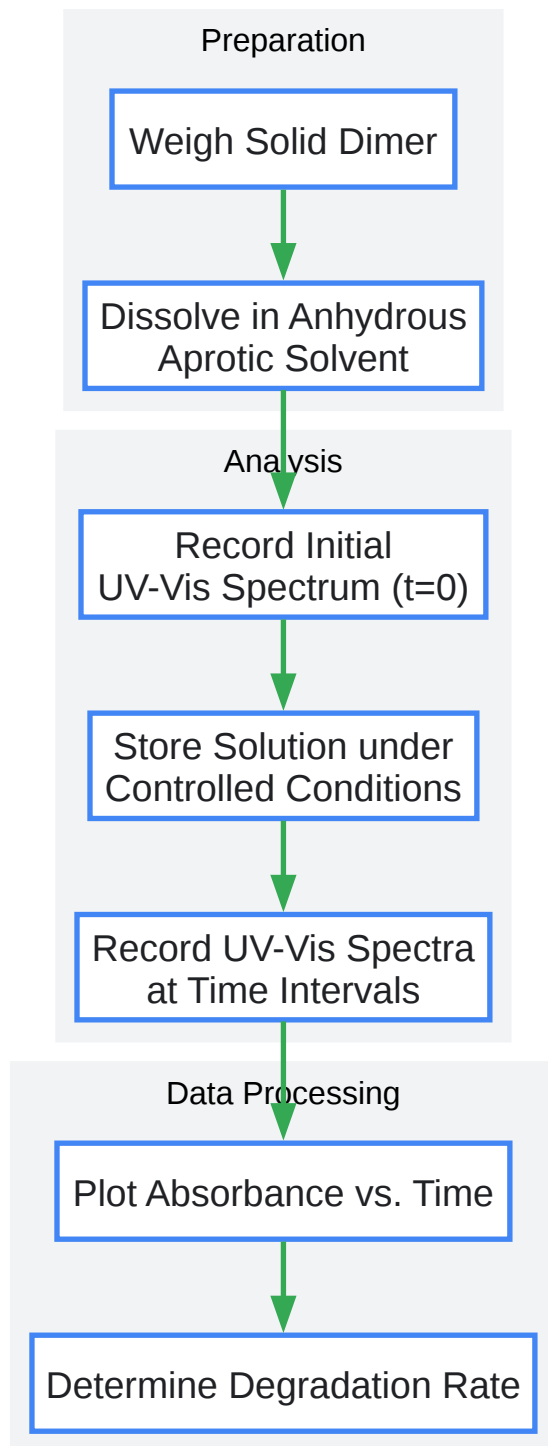 Preparation
Weigh Solid Dimer
Dissolve in Anhydrous
Aprotic Solvent
Analysis
Record Initial
UV-Vis Spectrum (t=0)
Store Solution under
Controlled Conditions
Record UV-Vis Spectra
at Time Intervals
Data Processing
Plot Absorbance vs. Time
Determine Degradation Rate